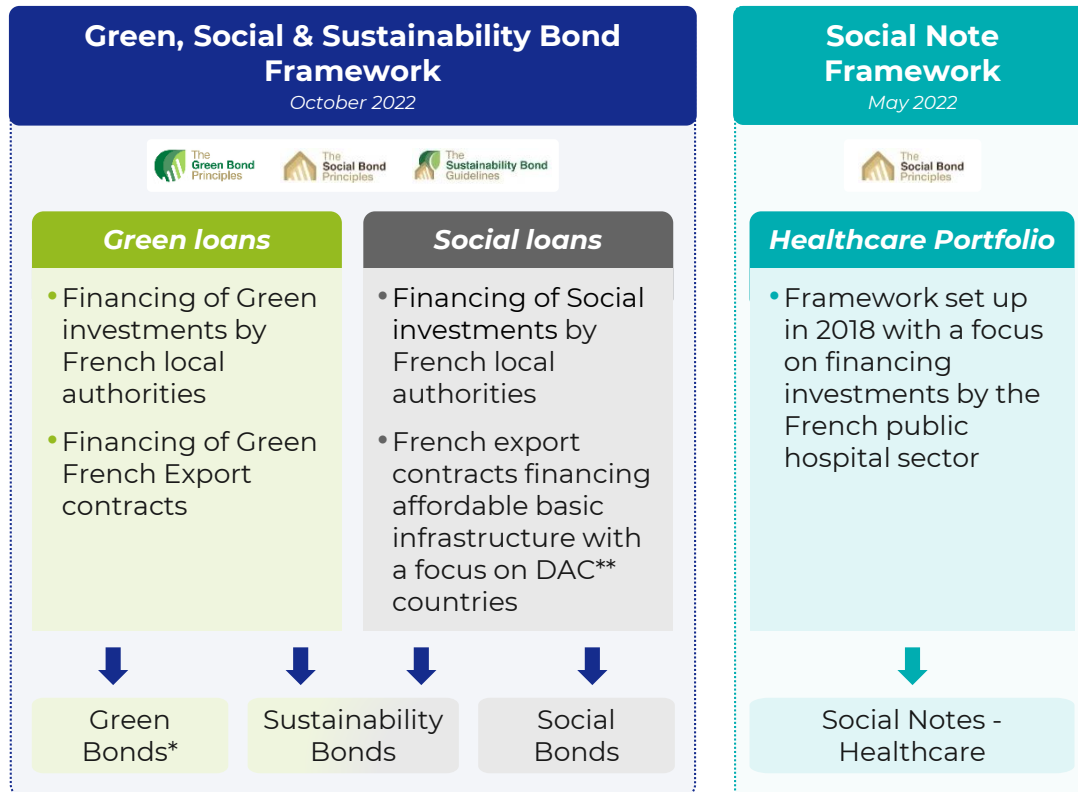 Green, Social & Sustainability Bond
Framework
October 2022
The
Green Bond
Principles
The
Social Bond
Principles
The
Sustainability Bond
Guidelines
Green loans
• Financing of Green
investments by
French local
authorities
• Financing of Green
French Export
contracts
Social loans
• Financing of Social
investments by
French local
authorities
• French export
contracts financing
affordable basic
infrastructure with
a focus on DAC**
countries
Green
Bonds*
Sustainability
Bonds
Social
Bonds
Social Note
Framework
May 2022
The
Social Bond
Principles
Healthcare Portfolio
• Framework set up
in 2018 with a focus
on financing
investments by the
French public
hospital sector
Social Notes -
Healthcare